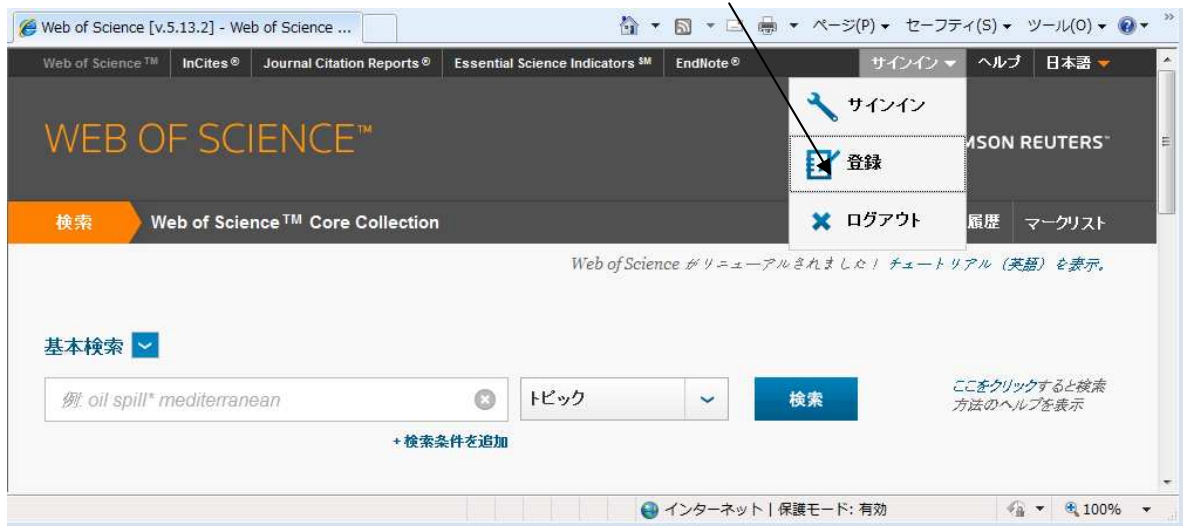 Web of Science [v.5.13.2] - Web of Science ...
ページ(P) セーフティ(S) ツール(O)
Web of Science™ InCites® Journal Citation Reports® Essential Science Indicators℠ EndNote® サインイン ヘルプ 日本語
サインイン
WEB OF SCIENCE™
MSON REUTERS™
登録
検索 Web of Science™ Core Collection
ログアウト
履歴 マークリスト
Web of Science がリニューアルされました! チュートリアル (英語) を表示。
基本検索
例: oil spill* mediterranean
トピック
検索
ここをクリックすると検索
方法のヘルプを表示
+検索条件を追加
インターネット | 保護モード: 有効
100%